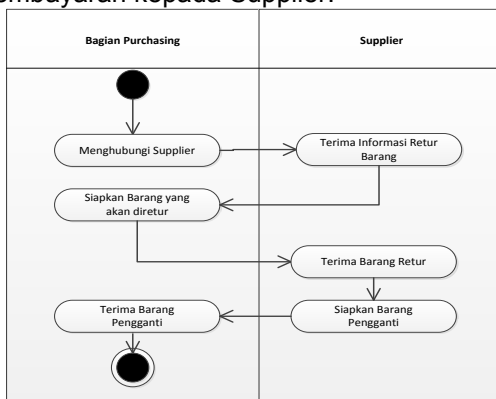 kepada Supplier.
Bagian Purchasing
Supplier
Menghubungi Supplier
Terima Informasi Retur
Barang
Siapkan Barang yang
akan diretur
Terima Barang Retur
Terima Barang
Pengganti
Siapkan Barang
Pengganti